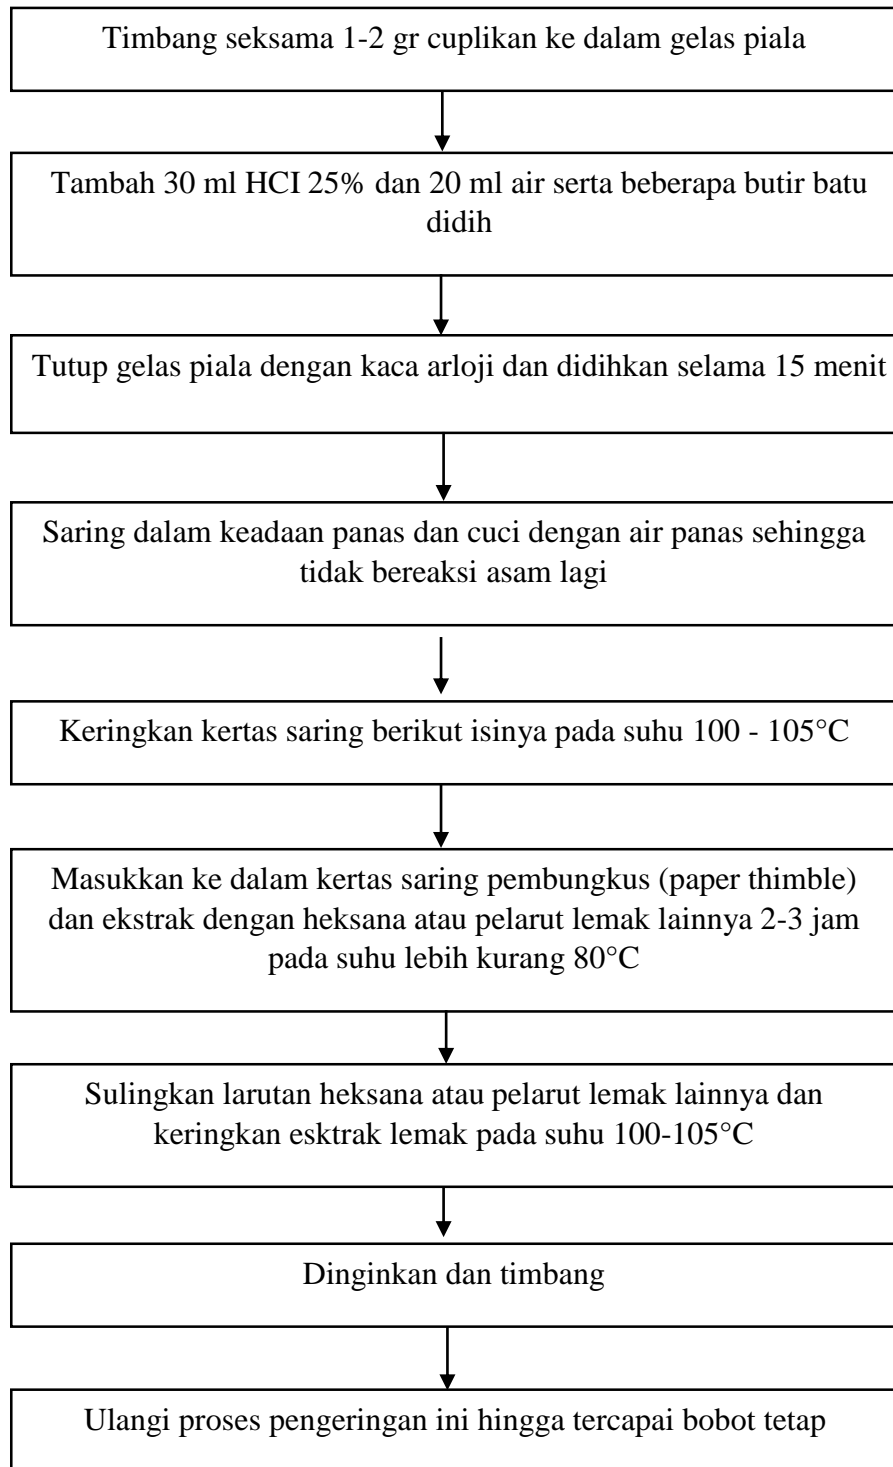 Timbang seksama 1-2 gr cuplikan ke dalam gelas piala
Tambah 30 ml HCI 25% dan 20 ml air serta beberapa butir batu
didih
Tutup gelas piala dengan kaca arloji dan didihkan selama 15 menit
Saring dalam keadaan panas dan cuci dengan air panas sehingga
tidak bereaksi asam lagi
Keringkan kertas saring berikut isinya pada suhu 100 - 105°C
Masukkan ke dalam kertas saring pembungkus (paper thimble)
dan ekstrak dengan heksana atau pelarut lemak lainnya 2-3 jam
pada suhu lebih kurang 80°C
Sulingkan larutan heksana atau pelarut lemak lainnya dan
keringkan esktrak lemak pada suhu 100-105°C
Dinginkan dan timbang
Ulangi proses pengeringan ini hingga tercapai bobot tetap